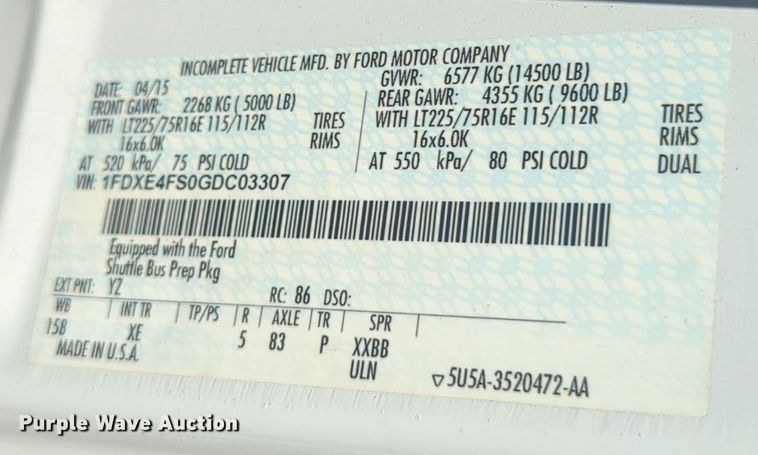 INCOMPLETE VEHICLE MFD. BY FORD MOTOR COMPANY
DATE: 04/15 GVWR: 6577 KG (14500 LB)
FRONT GAWR: 2268 KG ( 5000 LB) REAR GAWR: 4355 KG ( 9600 LB)
WITH LT225/75R16E 115/112R TIRES WITH LT225/75R16E 115/112R TIRES
16x6.0K RIMS 16x6.0K RIMS
AT 520 kPa/ 75 PSI COLD AT 550 kPa/ 80 PSI COLD DUAL
VIN: 1FDXE4FS0GDC03307
Equipped with the Ford
Shuttle Bus Prep Pkg
EXT PNT: YZ RC: 86 DSO:
WB INT TR TP/PS R AXLE TR SPR
158 XE 5 83 P XXBB
MADE IN U.S.A. ULN
▽5U5A-3520472-AA
Purple Wave Auction